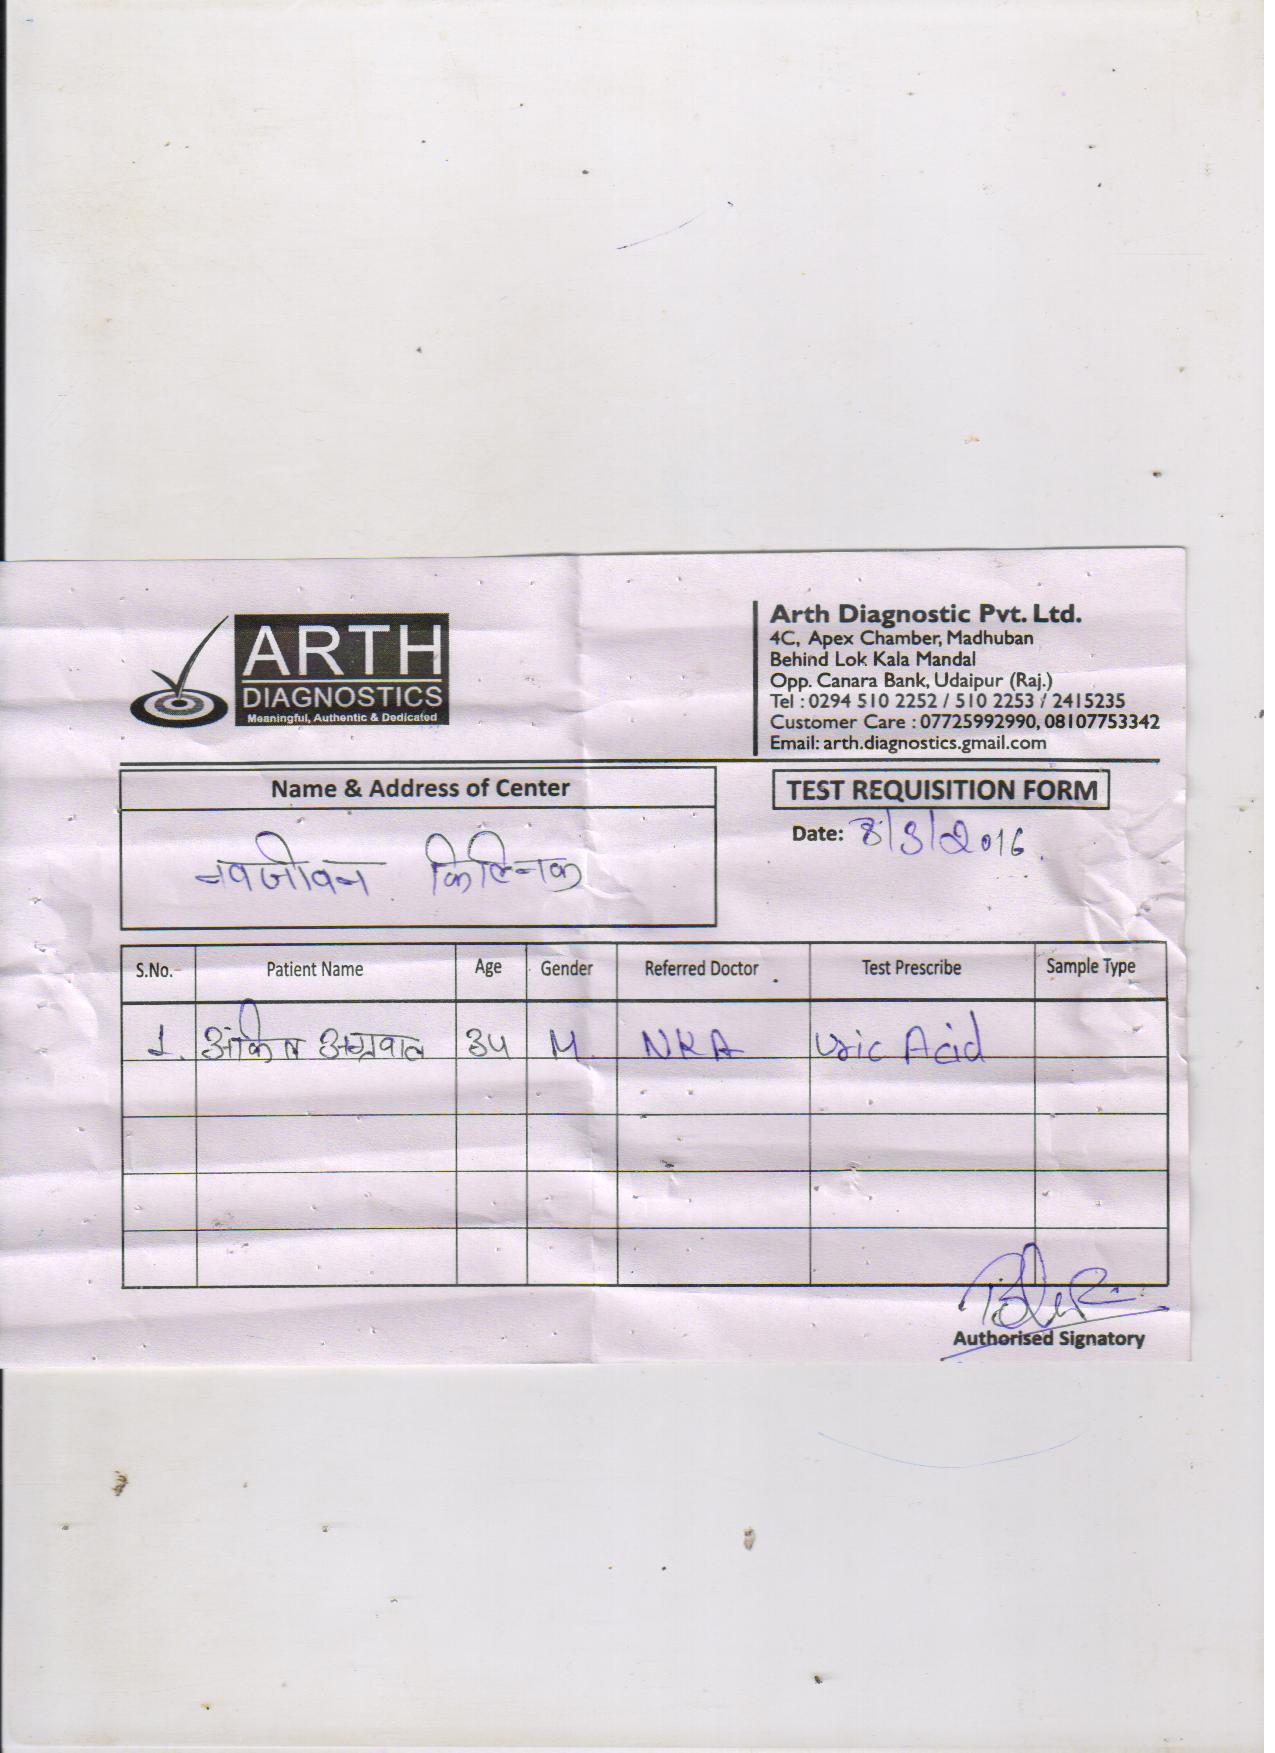 ARTH
DIAGNOSTICS
Meaningful, Authentic & Dedicated
Arth Diagnostic Pvt. Ltd.
4C, Apex Chamber, Madhuban
Behind Lok Kala Mandal
Opp. Canara Bank, Udaipur (Raj.)
Tel : 0294 510 2252 / 510 2253 / 2415235
Customer Care : 07725992990, 08107753342
Email: arth.diagnostics.gmail.com
Name & Address of Center
नवजीवन क्लिनिक
TEST REQUISITION FORM
Date: 8/3/2016
S.No. Patient Name Age Gender Referred Doctor Test Prescribe Sample Type
1. अंकित अग्रवाल 34 M NKA Uric Acid
Authorised Signatory